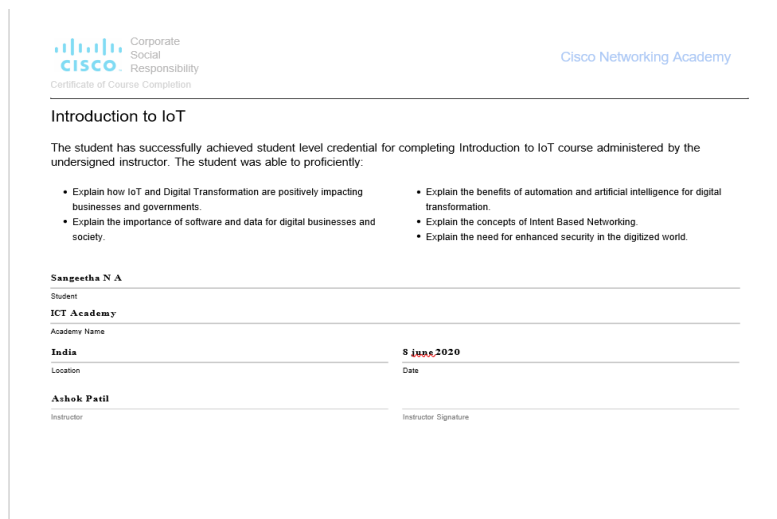 Corporate
Social
CISCO. Responsibility
Cisco Networking Academy
Certificate of Course Completion
Introduction to IoT
The student has successfully achieved student level credential for completing Introduction to IoT course administered by the
undersigned instructor. The student was able to proficiently:
• Explain how IoT and Digital Transformation are positively impacting
businesses and governments.
• Explain the importance of software and data for digital businesses and
society.
• Explain the benefits of automation and artificial intelligence for digital
transformation.
• Explain the concepts of Intent Based Networking.
• Explain the need for enhanced security in the digitized world.
Sangeetha N A
Student
ICT Academy
Academy Name
India
Location
8 june 2020
Date
Ashok Patil
Instructor
Instructor Signature